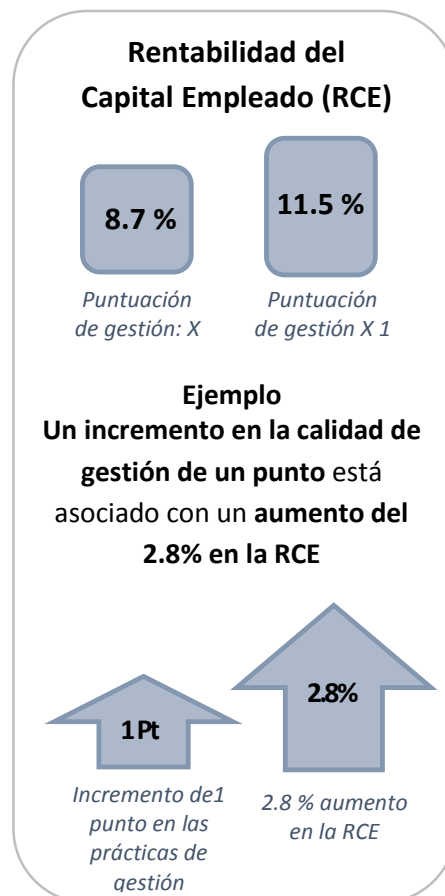 Rentabilidad del
Capital Empleado (RCE)
8.7 %
11.5 %
Puntuación
de gestión: X
Puntuación
de gestión X 1
Ejemplo
Un incremento en la calidad de
gestión de un punto está
asociado con un aumento del
2.8% en la RCE
1 Pt
2.8%
Incremento de1
punto en las
prácticas de
gestión
2.8 % aumento
en la RCE